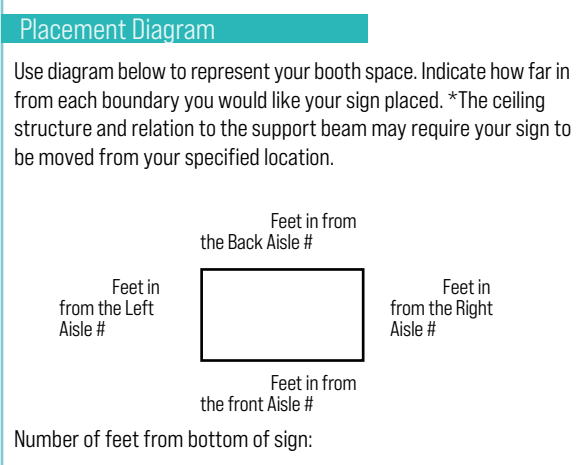 Placement Diagram
Use diagram below to represent your booth space. Indicate how far in
from each boundary you would like your sign placed. *The ceiling
structure and relation to the support beam may require your sign to
be moved from your specified location.
Feet in from
the Back Aisle #
Feet in
from the Left
Aisle #
Feet in
from the Right
Aisle #
Feet in from
the front Aisle #
Number of feet from bottom of sign: